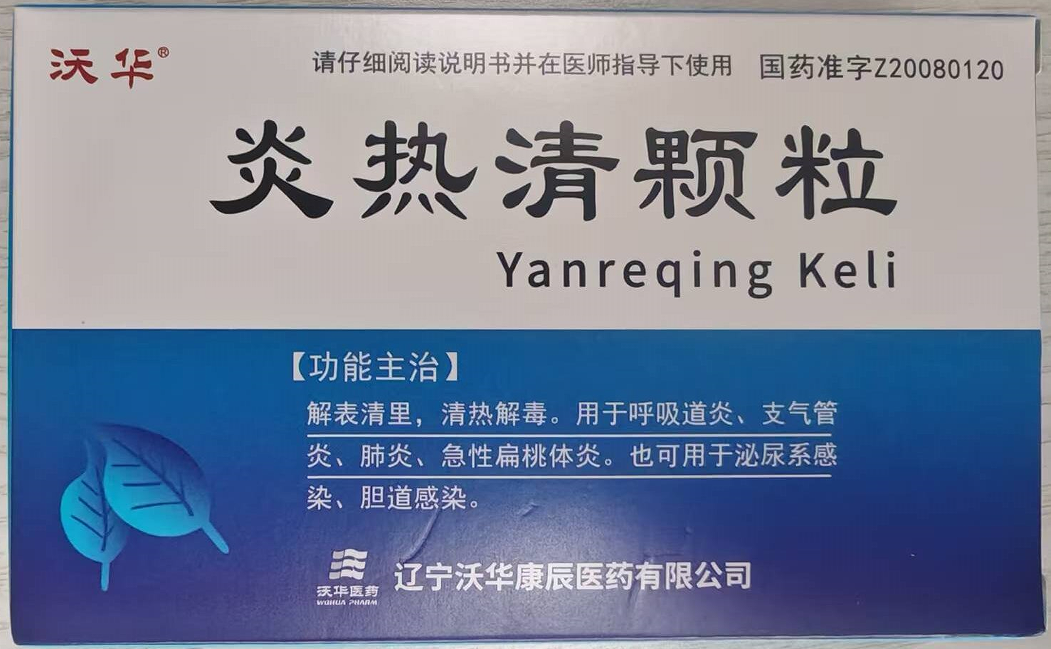 沃华®
请仔细阅读说明书并在医师指导下使用 国药准字Z20080120
炎热清颗粒
Yanreqing Keli
【功能主治】
解表清里，清热解毒。用于呼吸道炎、支气管
炎、肺炎、急性扁桃体炎。也可用于泌尿系感
染、胆道感染。
沃华医药
WOHUA PHARM
辽宁沃华康辰医药有限公司